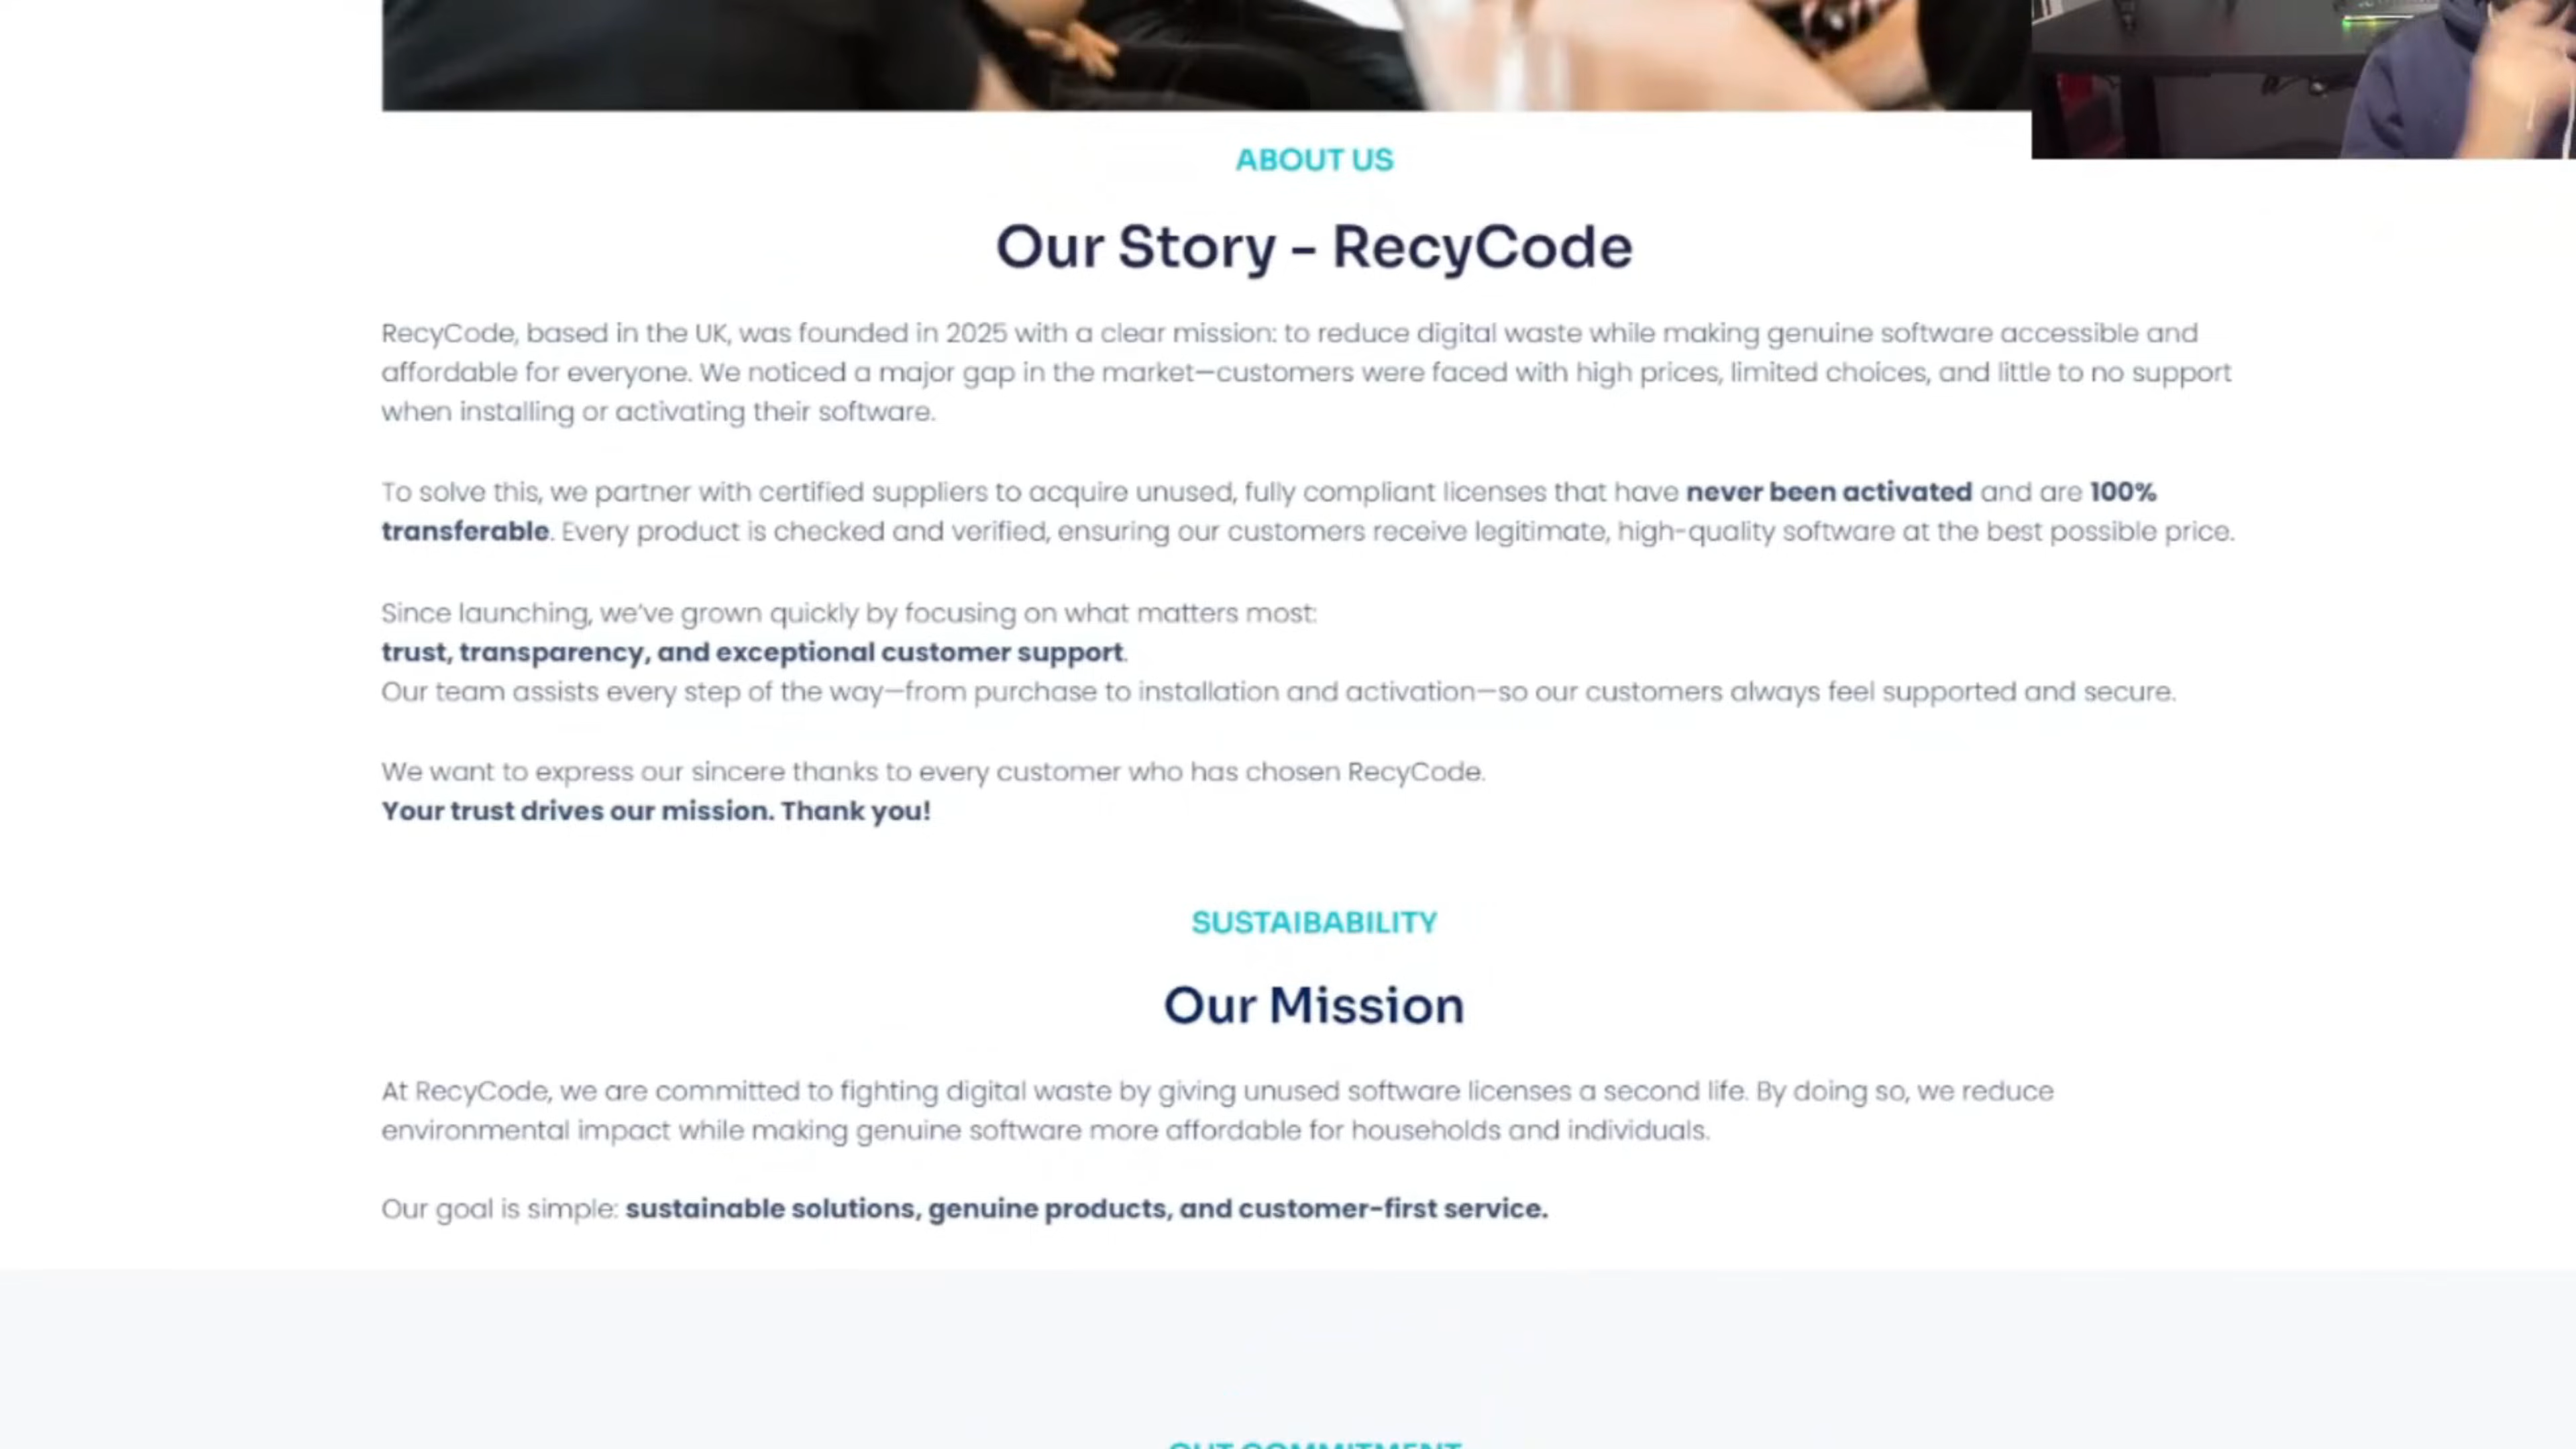 ABOUT US
Our Story - RecyCode
RecyCode, based in the UK, was founded in 2025 with a clear mission: to reduce digital waste while making genuine software accessible and
affordable for everyone. We noticed a major gap in the market—customers were faced with high prices, limited choices, and little to no support
when installing or activating their software.
To solve this, we partner with certified suppliers to acquire unused, fully compliant licenses that have never been activated and are 100%
transferable. Every product is checked and verified, ensuring our customers receive legitimate, high-quality software at the best possible price.
Since launching, we've grown quickly by focusing on what matters most:
trust, transparency, and exceptional customer support.
Our team assists every step of the way—from purchase to installation and activation—so our customers always feel supported and secure.
We want to express our sincere thanks to every customer who has chosen RecyCode.
Your trust drives our mission. Thank you!
SUSTAIBABILITY
Our Mission
At RecyCode, we are committed to fighting digital waste by giving unused software licenses a second life. By doing so, we reduce
environmental impact while making genuine software more affordable for households and individuals.
Our goal is simple: sustainable solutions, genuine products, and customer-first service.
OUT COMMITMENT